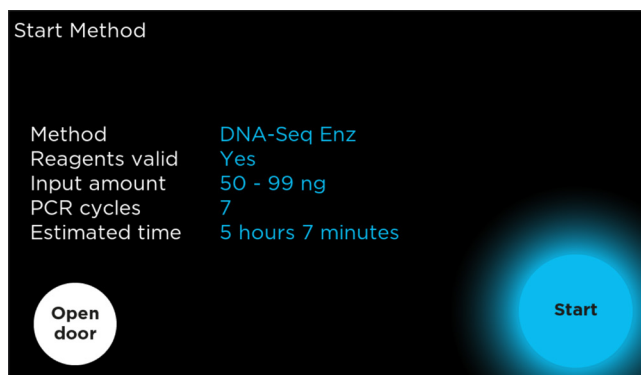 Start Method
Method DNA-Seq Enz
Reagents valid Yes
Input amount 50 - 99 ng
PCR cycles 7
Estimated time 5 hours 7 minutes
Open
door
Start